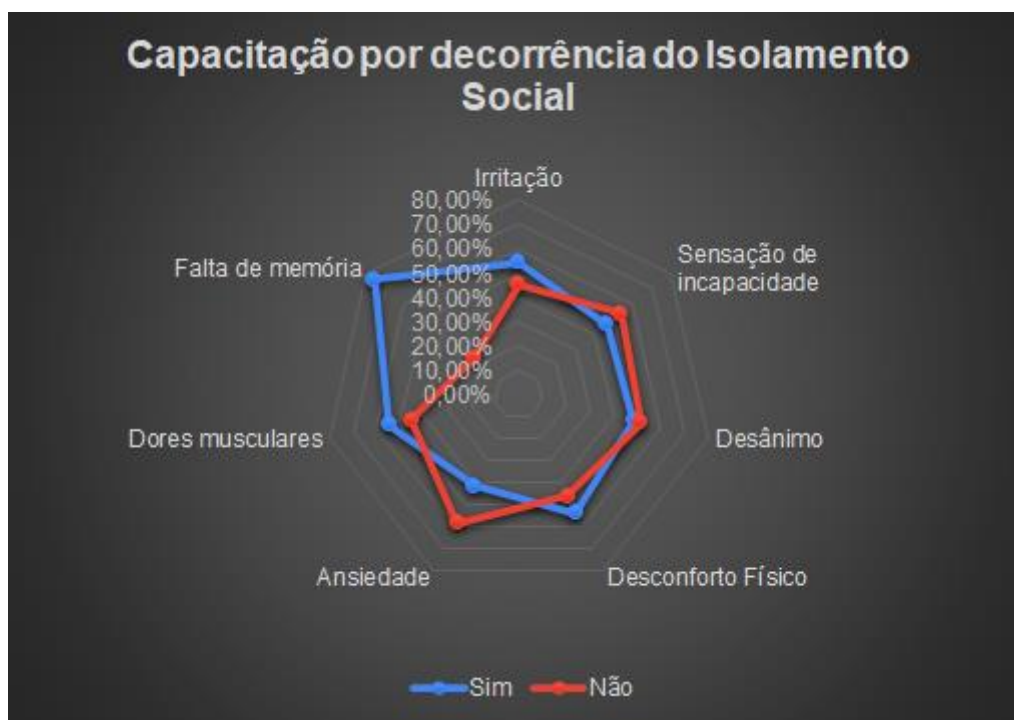 Capacitação por decorrência do Isolamento
Social
Irritação
80,00%
70,00%
60,00%
50,00%
40,00%
30,00%
20,00%
10,00%
0,00%
Sensação de
incapacidade
Falta de memória
Dores musculares
Desânimo
Ansiedade
Desconforto Físico
Sim
Não